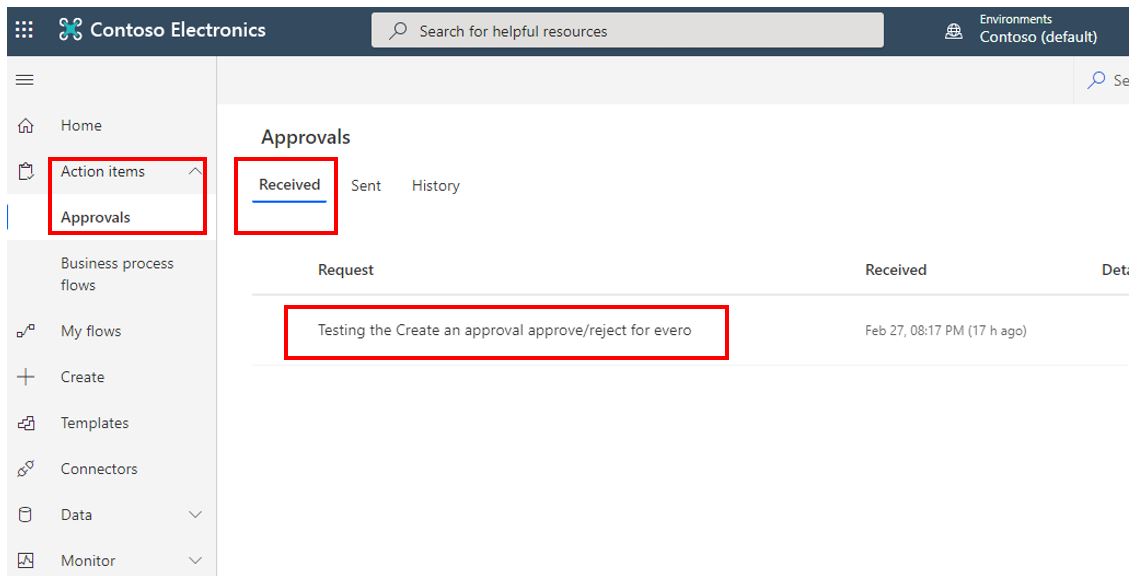 Contoso Electronics
Search for helpful resources
Environments
Contoso (default)
Home
Action items
Approvals
Business process
flows
My flows
Create
Templates
Connectors
Data
Monitor
Se
Approvals
Received Sent History
Request Received Deta
Testing the Create an approval approve/reject for evero Feb 27, 08:17 PM (17 h ago)